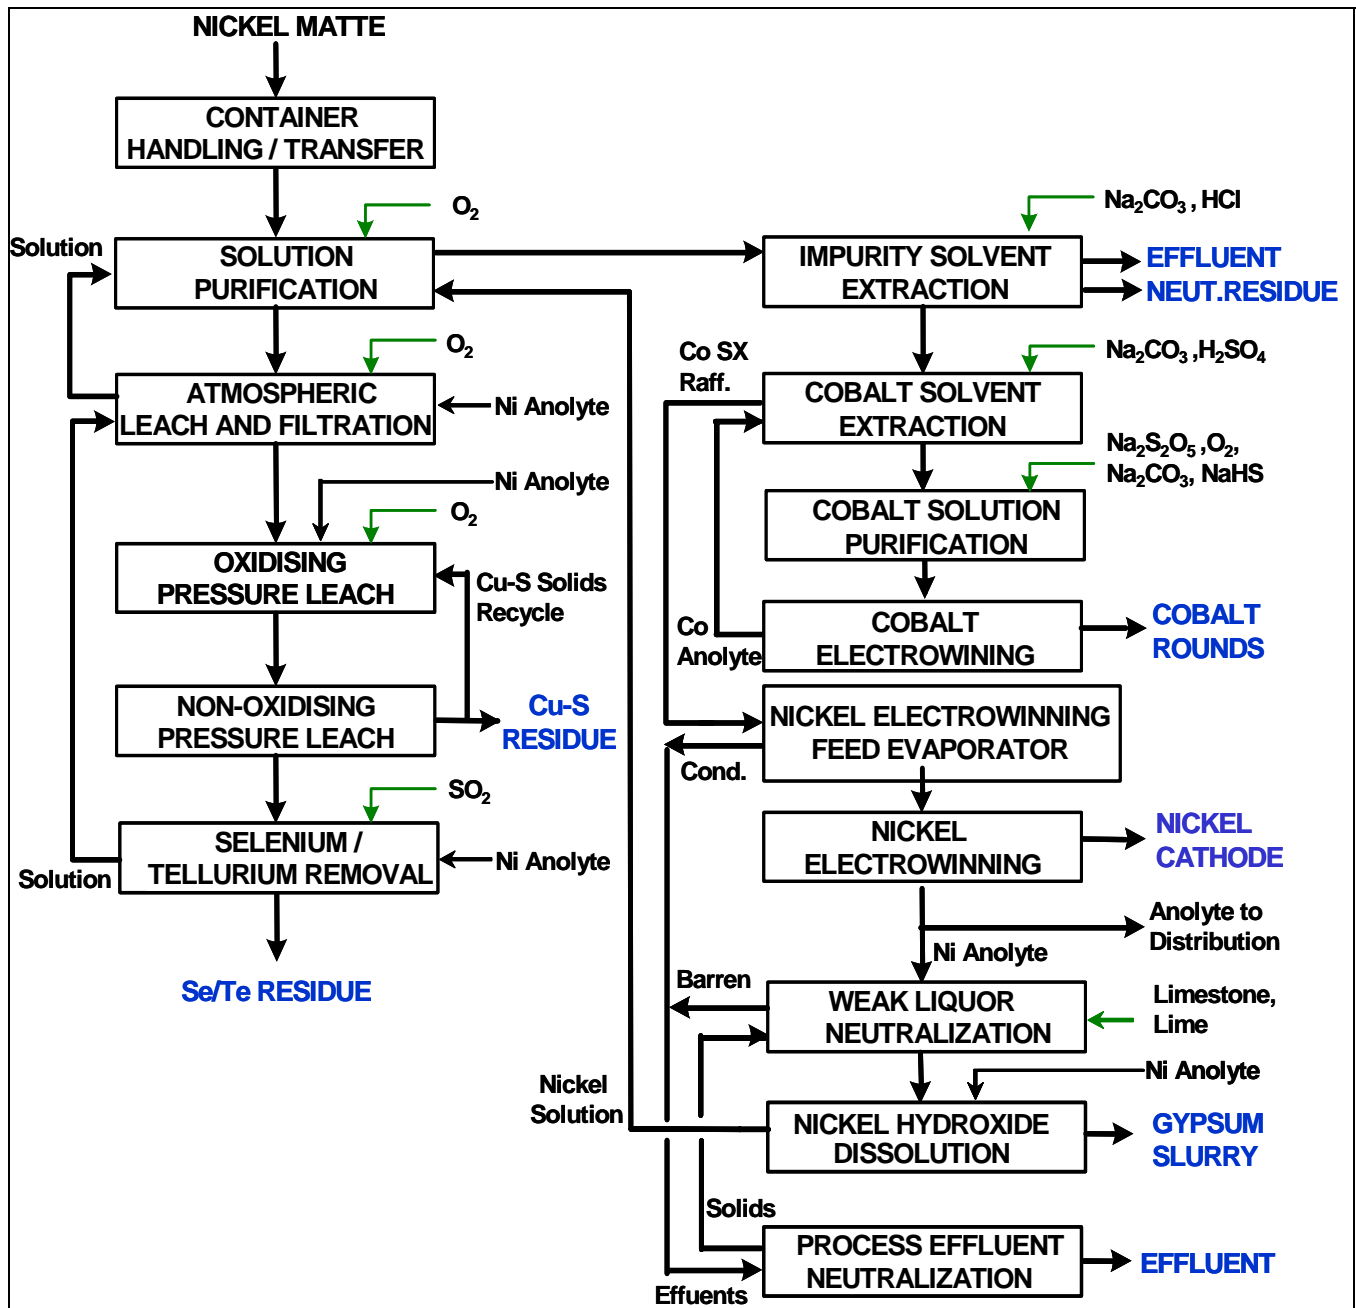 NICKEL MATTE
CONTAINER
HANDLING / TRANSFER
O₂
Solution
SOLUTION
PURIFICATION
O₂
ATMOSPHERIC
LEACH AND FILTRATION
Ni Anolyte
Ni Anolyte
O₂
OXIDISING
PRESSURE LEACH
Cu-S Solids
Recycle
NON-OXIDISING
PRESSURE LEACH
Cu-S
RESIDUE
SO₂
SELENIUM /
TELLURIUM REMOVAL
Ni Anolyte
Solution
Se/Te RESIDUE
Na₂CO₃ , HCl
IMPURITY SOLVENT
EXTRACTION
EFFLUENT
NEUT.RESIDUE
Co SX
Raff.
Na₂CO₃ ,H₂SO₄
COBALT SOLVENT
EXTRACTION
Na₂S₂O₅ ,O₂,
Na₂CO₃, NaHS
COBALT SOLUTION
PURIFICATION
Co
Anolyte
COBALT
ELECTROWINING
COBALT
ROUNDS
NICKEL ELECTROWINNING
FEED EVAPORATOR
Cond.
NICKEL
ELECTROWINNING
NICKEL
CATHODE
Anolyte to
Distribution
Ni Anolyte
Barren
WEAK LIQUOR
NEUTRALIZATION
Limestone,
Lime
Ni Anolyte
Nickel
Solution
NICKEL HYDROXIDE
DISSOLUTION
GYPSUM
SLURRY
Solids
PROCESS EFFLUENT
NEUTRALIZATION
EFFLUENT
Effuents